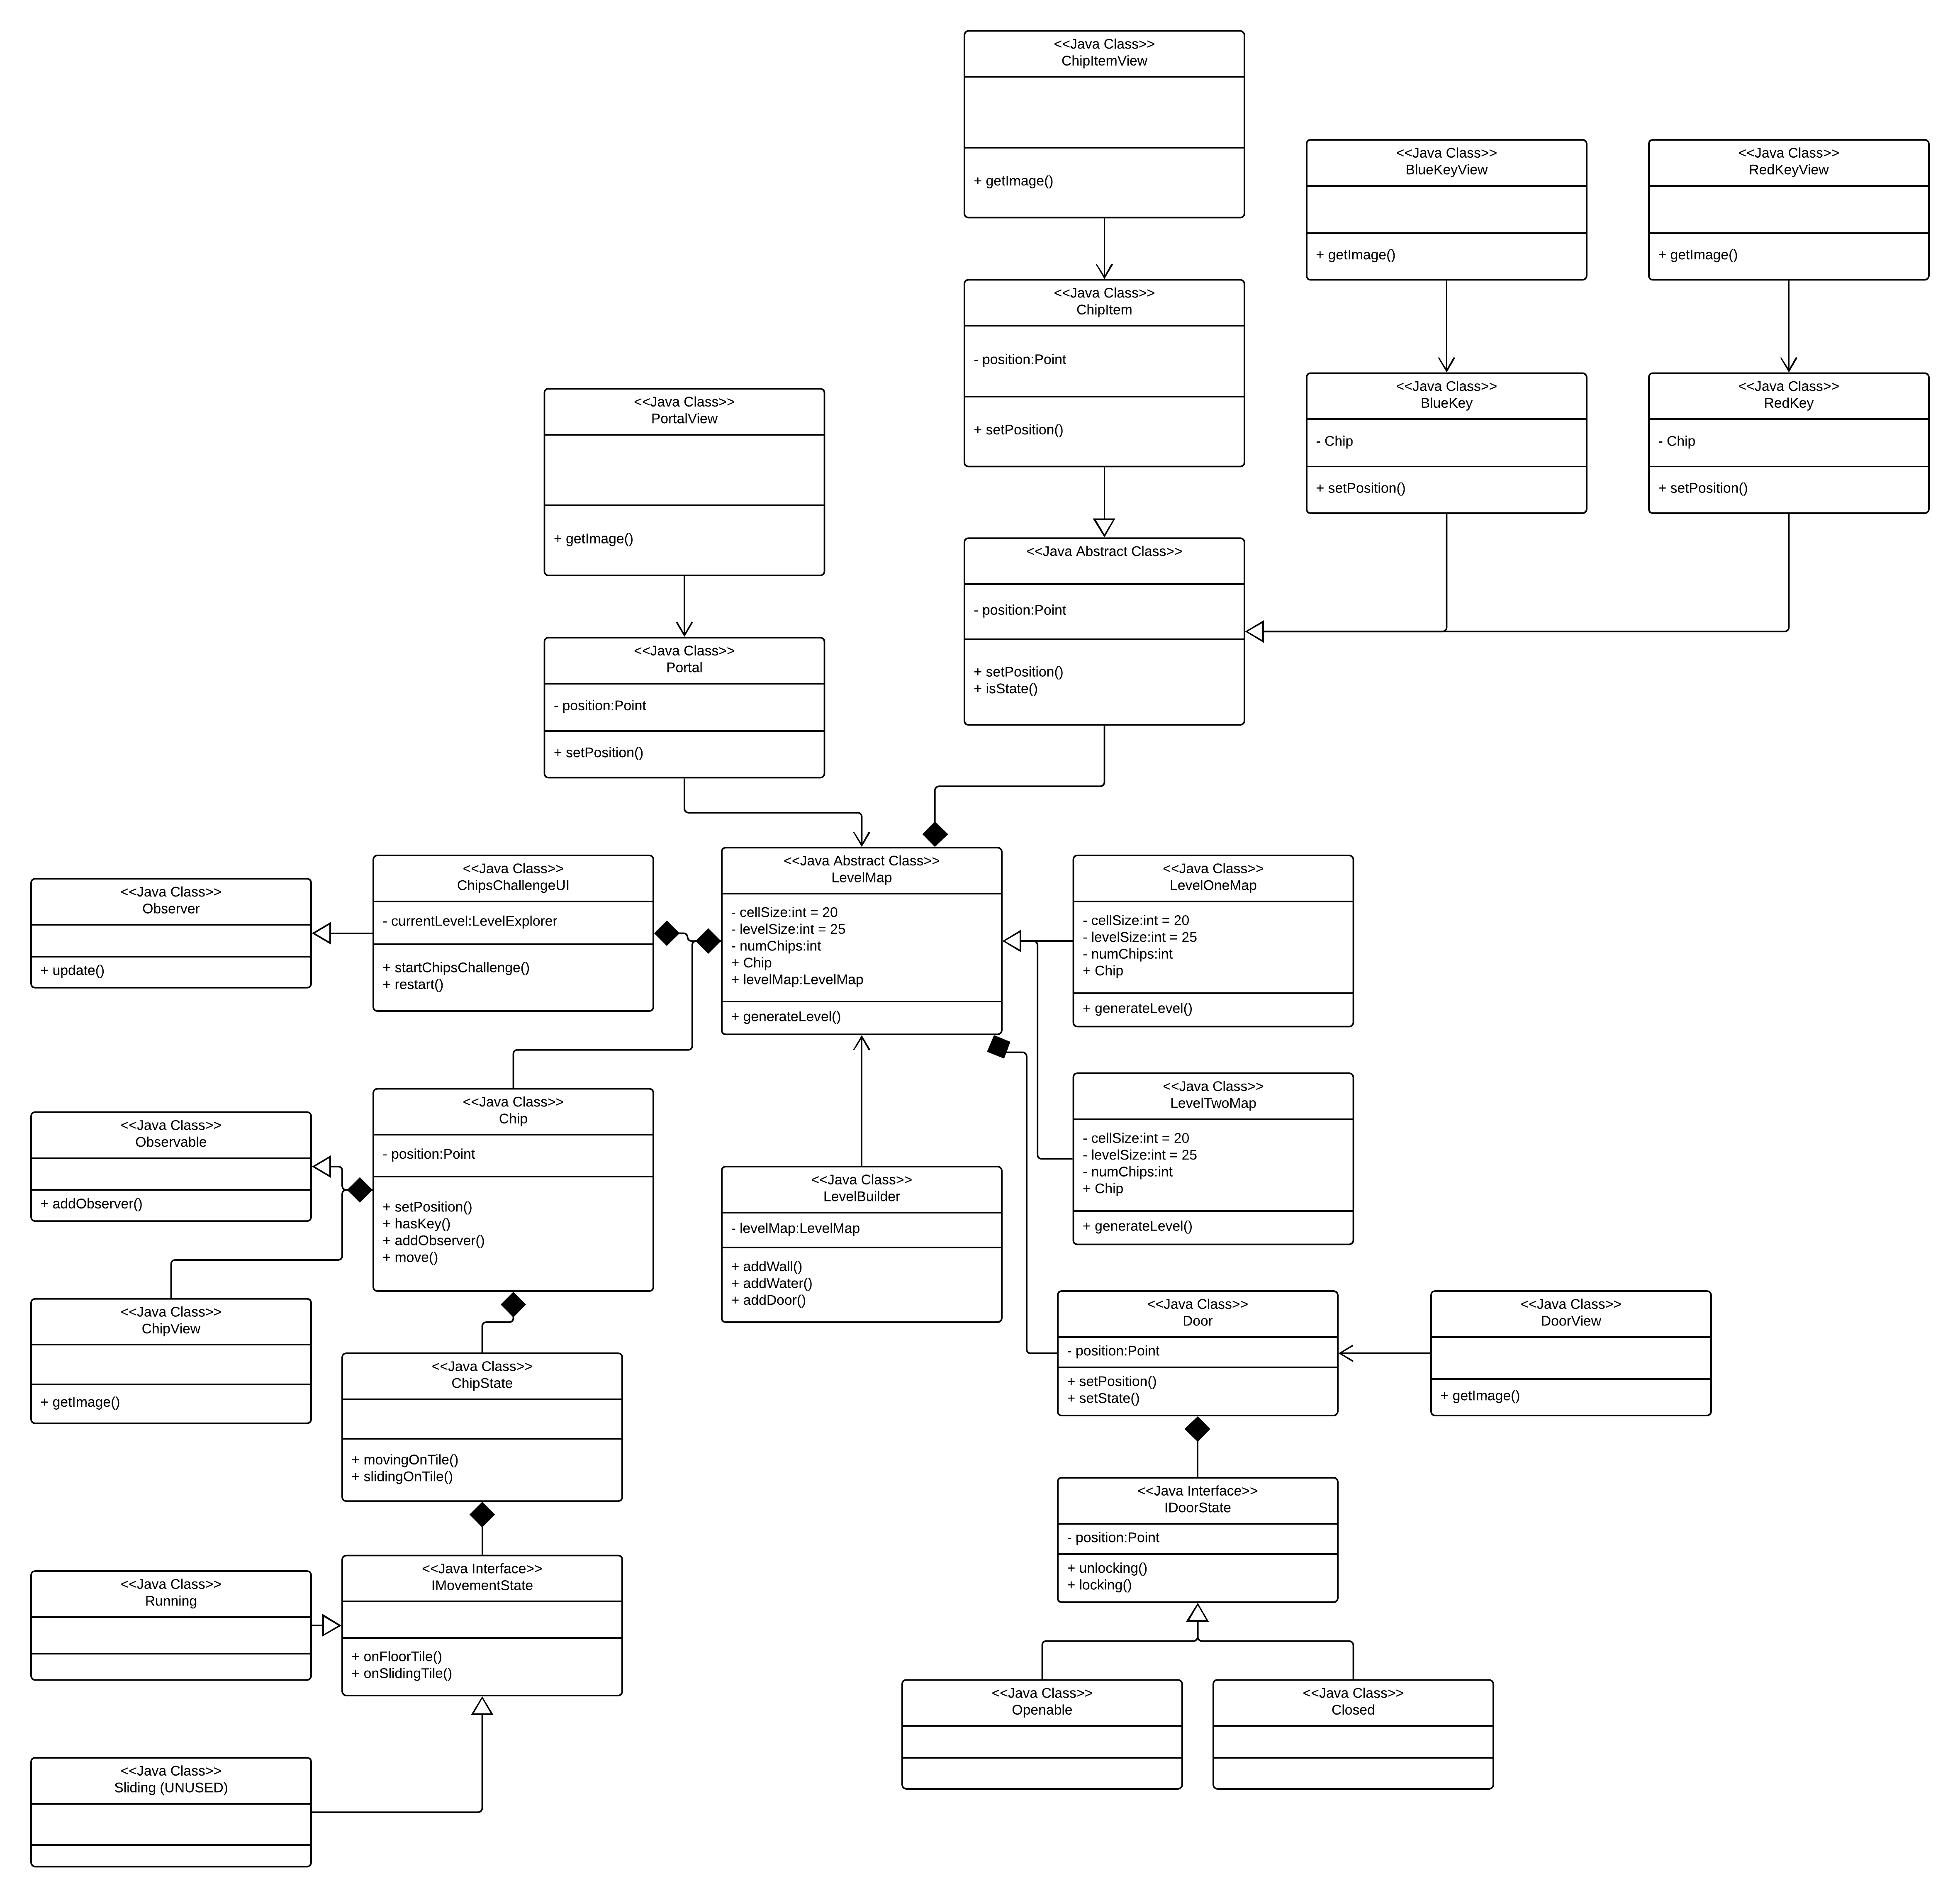 <<Java Class>>
ChipItemView
+ getImage()
<<Java Class>>
BlueKeyView
+ getImage()
<<Java Class>>
RedKeyView
+ getImage()
<<Java Class>>
ChipItem
- position:Point
+ setPosition()
<<Java Class>>
BlueKey
- Chip
+ setPosition()
<<Java Class>>
RedKey
- Chip
+ setPosition()
<<Java Class>>
PortalView
+ getImage()
<<Java Abstract Class>>
- position:Point
+ setPosition()
+ isState()
<<Java Class>>
Portal
- position:Point
+ setPosition()
<<Java Class>>
Observer
+ update()
<<Java Class>>
ChipsChallengeUI
- currentLevel:LevelExplorer
+ startChipsChallenge()
+ restart()
<<Java Abstract Class>>
LevelMap
- cellSize:int = 20
- levelSize:int = 25
- numChips:int
+ Chip
+ levelMap:LevelMap
+ generateLevel()
<<Java Class>>
LevelOneMap
- cellSize:int = 20
- levelSize:int = 25
- numChips:int
+ Chip
+ generateLevel()
<<Java Class>>
LevelTwoMap
- cellSize:int = 20
- levelSize:int = 25
- numChips:int
+ Chip
+ generateLevel()
<<Java Class>>
Observable
+ addObserver()
<<Java Class>>
Chip
- position:Point
+ setPosition()
+ hasKey()
+ addObserver()
+ move()
<<Java Class>>
LevelBuilder
- levelMap:LevelMap
+ addWall()
+ addWater()
+ addDoor()
<<Java Class>>
ChipView
+ getImage()
<<Java Class>>
ChipState
+ movingOnTile()
+ slidingOnTile()
<<Java Class>>
Door
- position:Point
+ setPosition()
+ setState()
<<Java Class>>
DoorView
+ getImage()
<<Java Interface>>
IDoorState
- position:Point
+ unlocking()
+ locking()
<<Java Class>>
Running
<<Java Interface>>
IMovementState
+ onFloorTile()
+ onSlidingTile()
<<Java Class>>
Openable
<<Java Class>>
Closed
<<Java Class>>
Sliding (UNUSED)